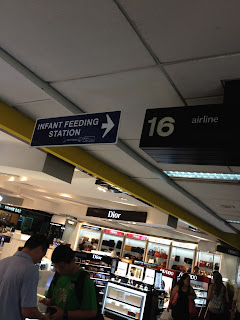 INFANT FEEDING
STATION
16 airline
Dior